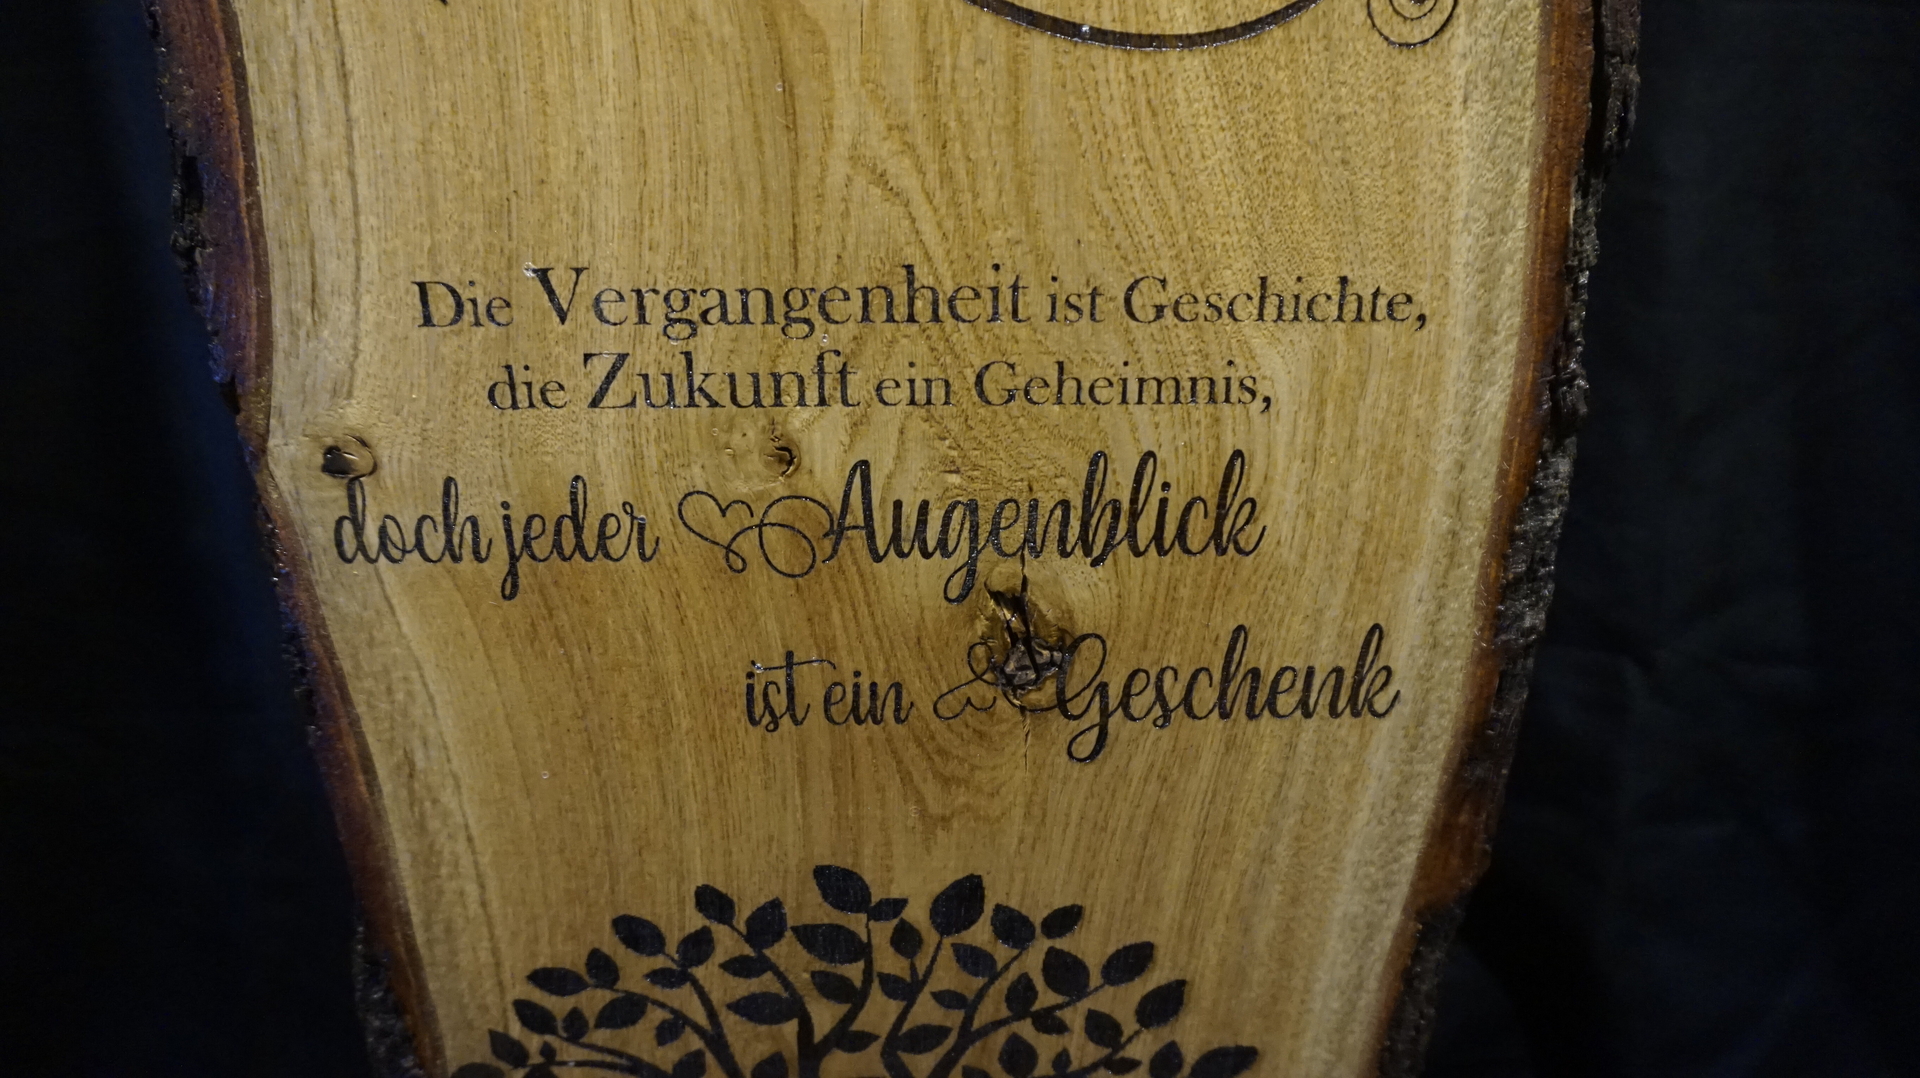 Die Vergangenheit ist Geschichte,
die Zukunft ein Geheimnis,
doch jeder Augenblick
ist ein Geschenk